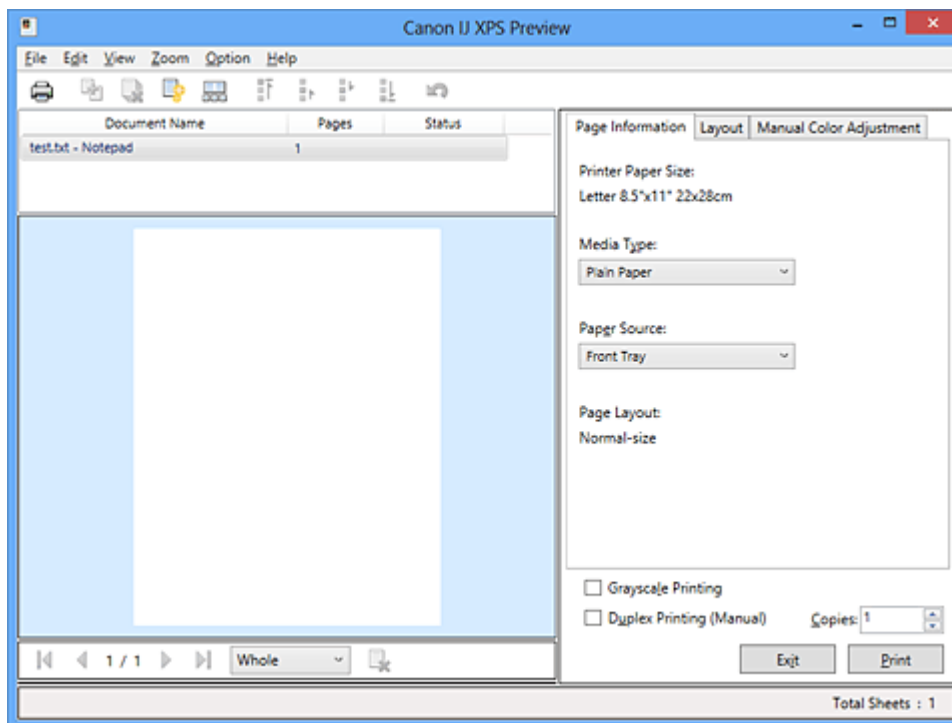 Canon IJ XPS Preview
File Edit View Zoom Option Help
Document Name Pages Status
test.txt - Notepad 1
Page Information Layout Manual Color Adjustment
Printer Paper Size:
Letter 8.5"x11" 22x28cm
Media Type:
Plain Paper
Paper Source:
Front Tray
Page Layout:
Normal-size
Grayscale Printing
Duplex Printing (Manual) Copies: 1
1 / 1 Whole
Exit Print
Total Sheets : 1